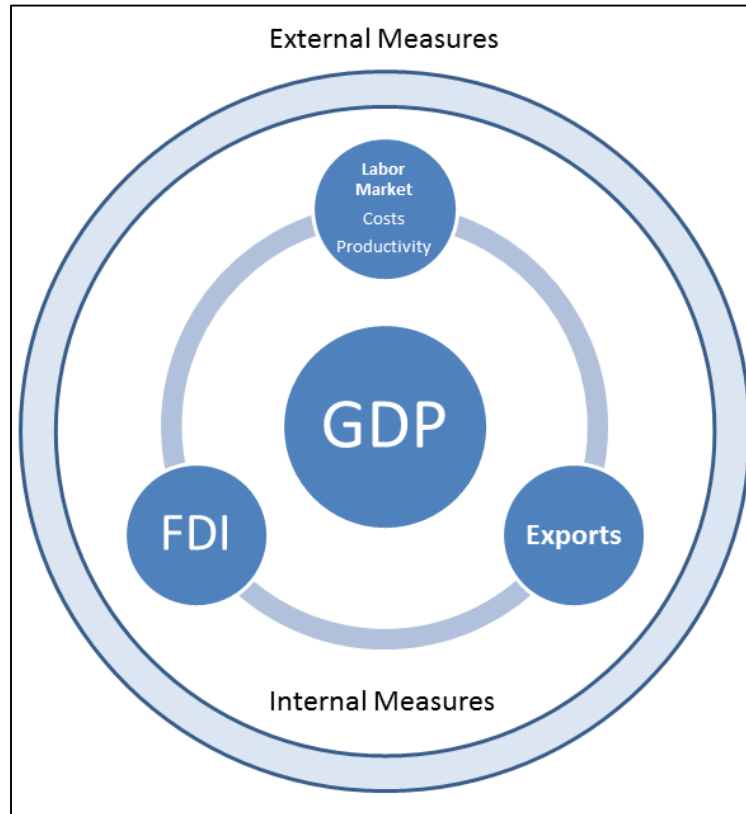 External Measures
Labor
Market
Costs
Productivity
GDP
FDI
Exports
Internal Measures